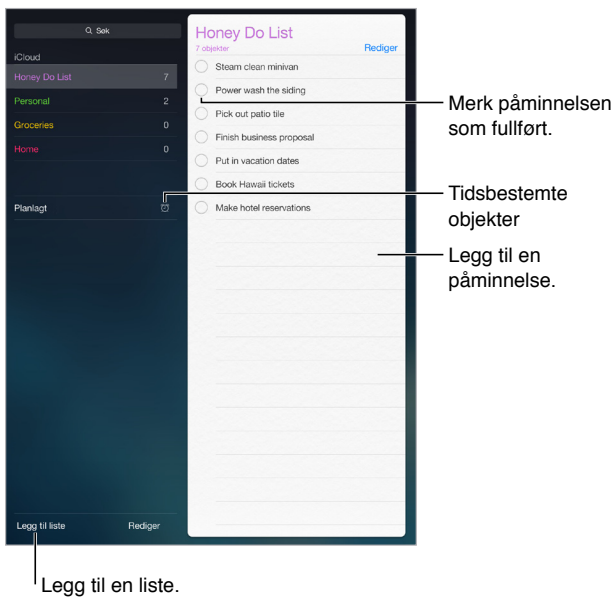 Søk
iCloud
Honey Do List 7
Personal 2
Groceries 0
Home 0
Planlagt
Legg til liste Rediger
Honey Do List
7 objekter Rediger
Steam clean minivan
Power wash the siding
Pick out patio tile
Finish business proposal
Put in vacation dates
Book Hawaii tickets
Make hotel reservations
Merk påminnelsen
som fullført.
Tidsbestemte
objekter
Legg til en
påminnelse.
Legg til en liste.